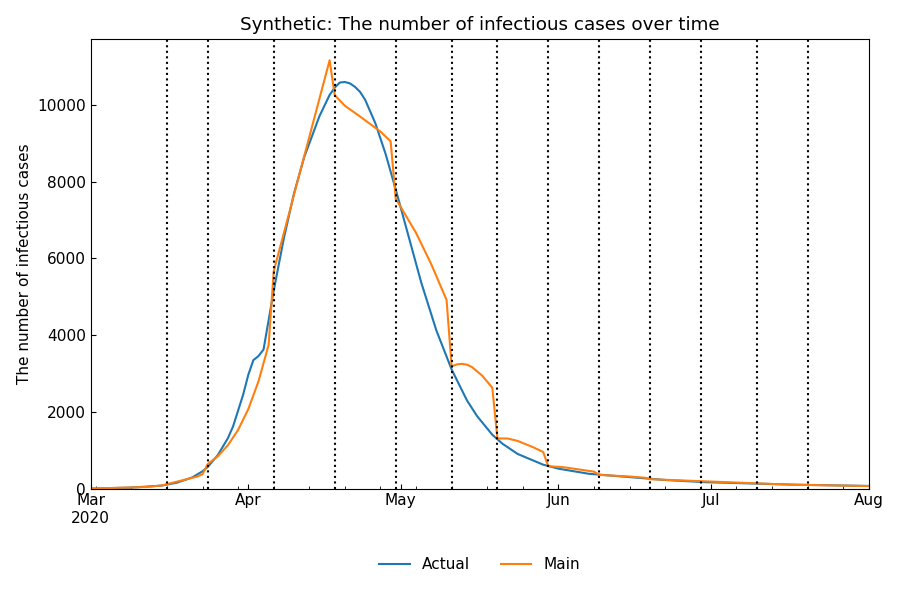 Synthetic: The number of infectious cases over time
The number of infectious cases
10000
8000
6000
4000
2000
0
Mar Apr May Jun Jul Aug
2020
Actual Main